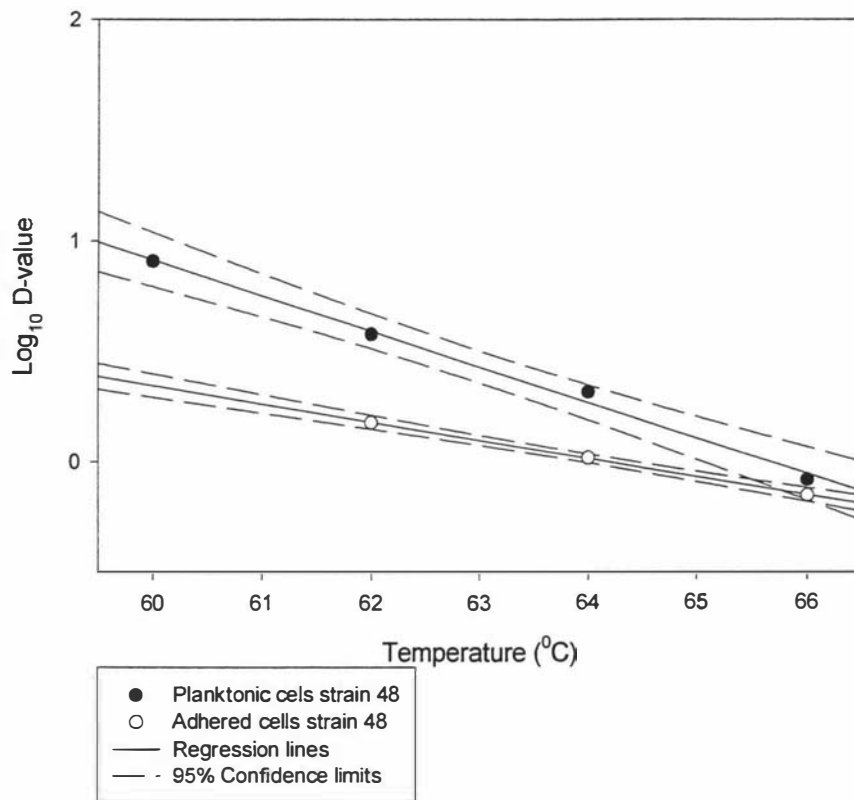 2
1
0
Log₁₀ D-value
60 61 62 63 64 65 66
Temperature (⁰C)
Planktonic cels strain 48
Adhered cells strain 48
Regression lines
95% Confidence limits